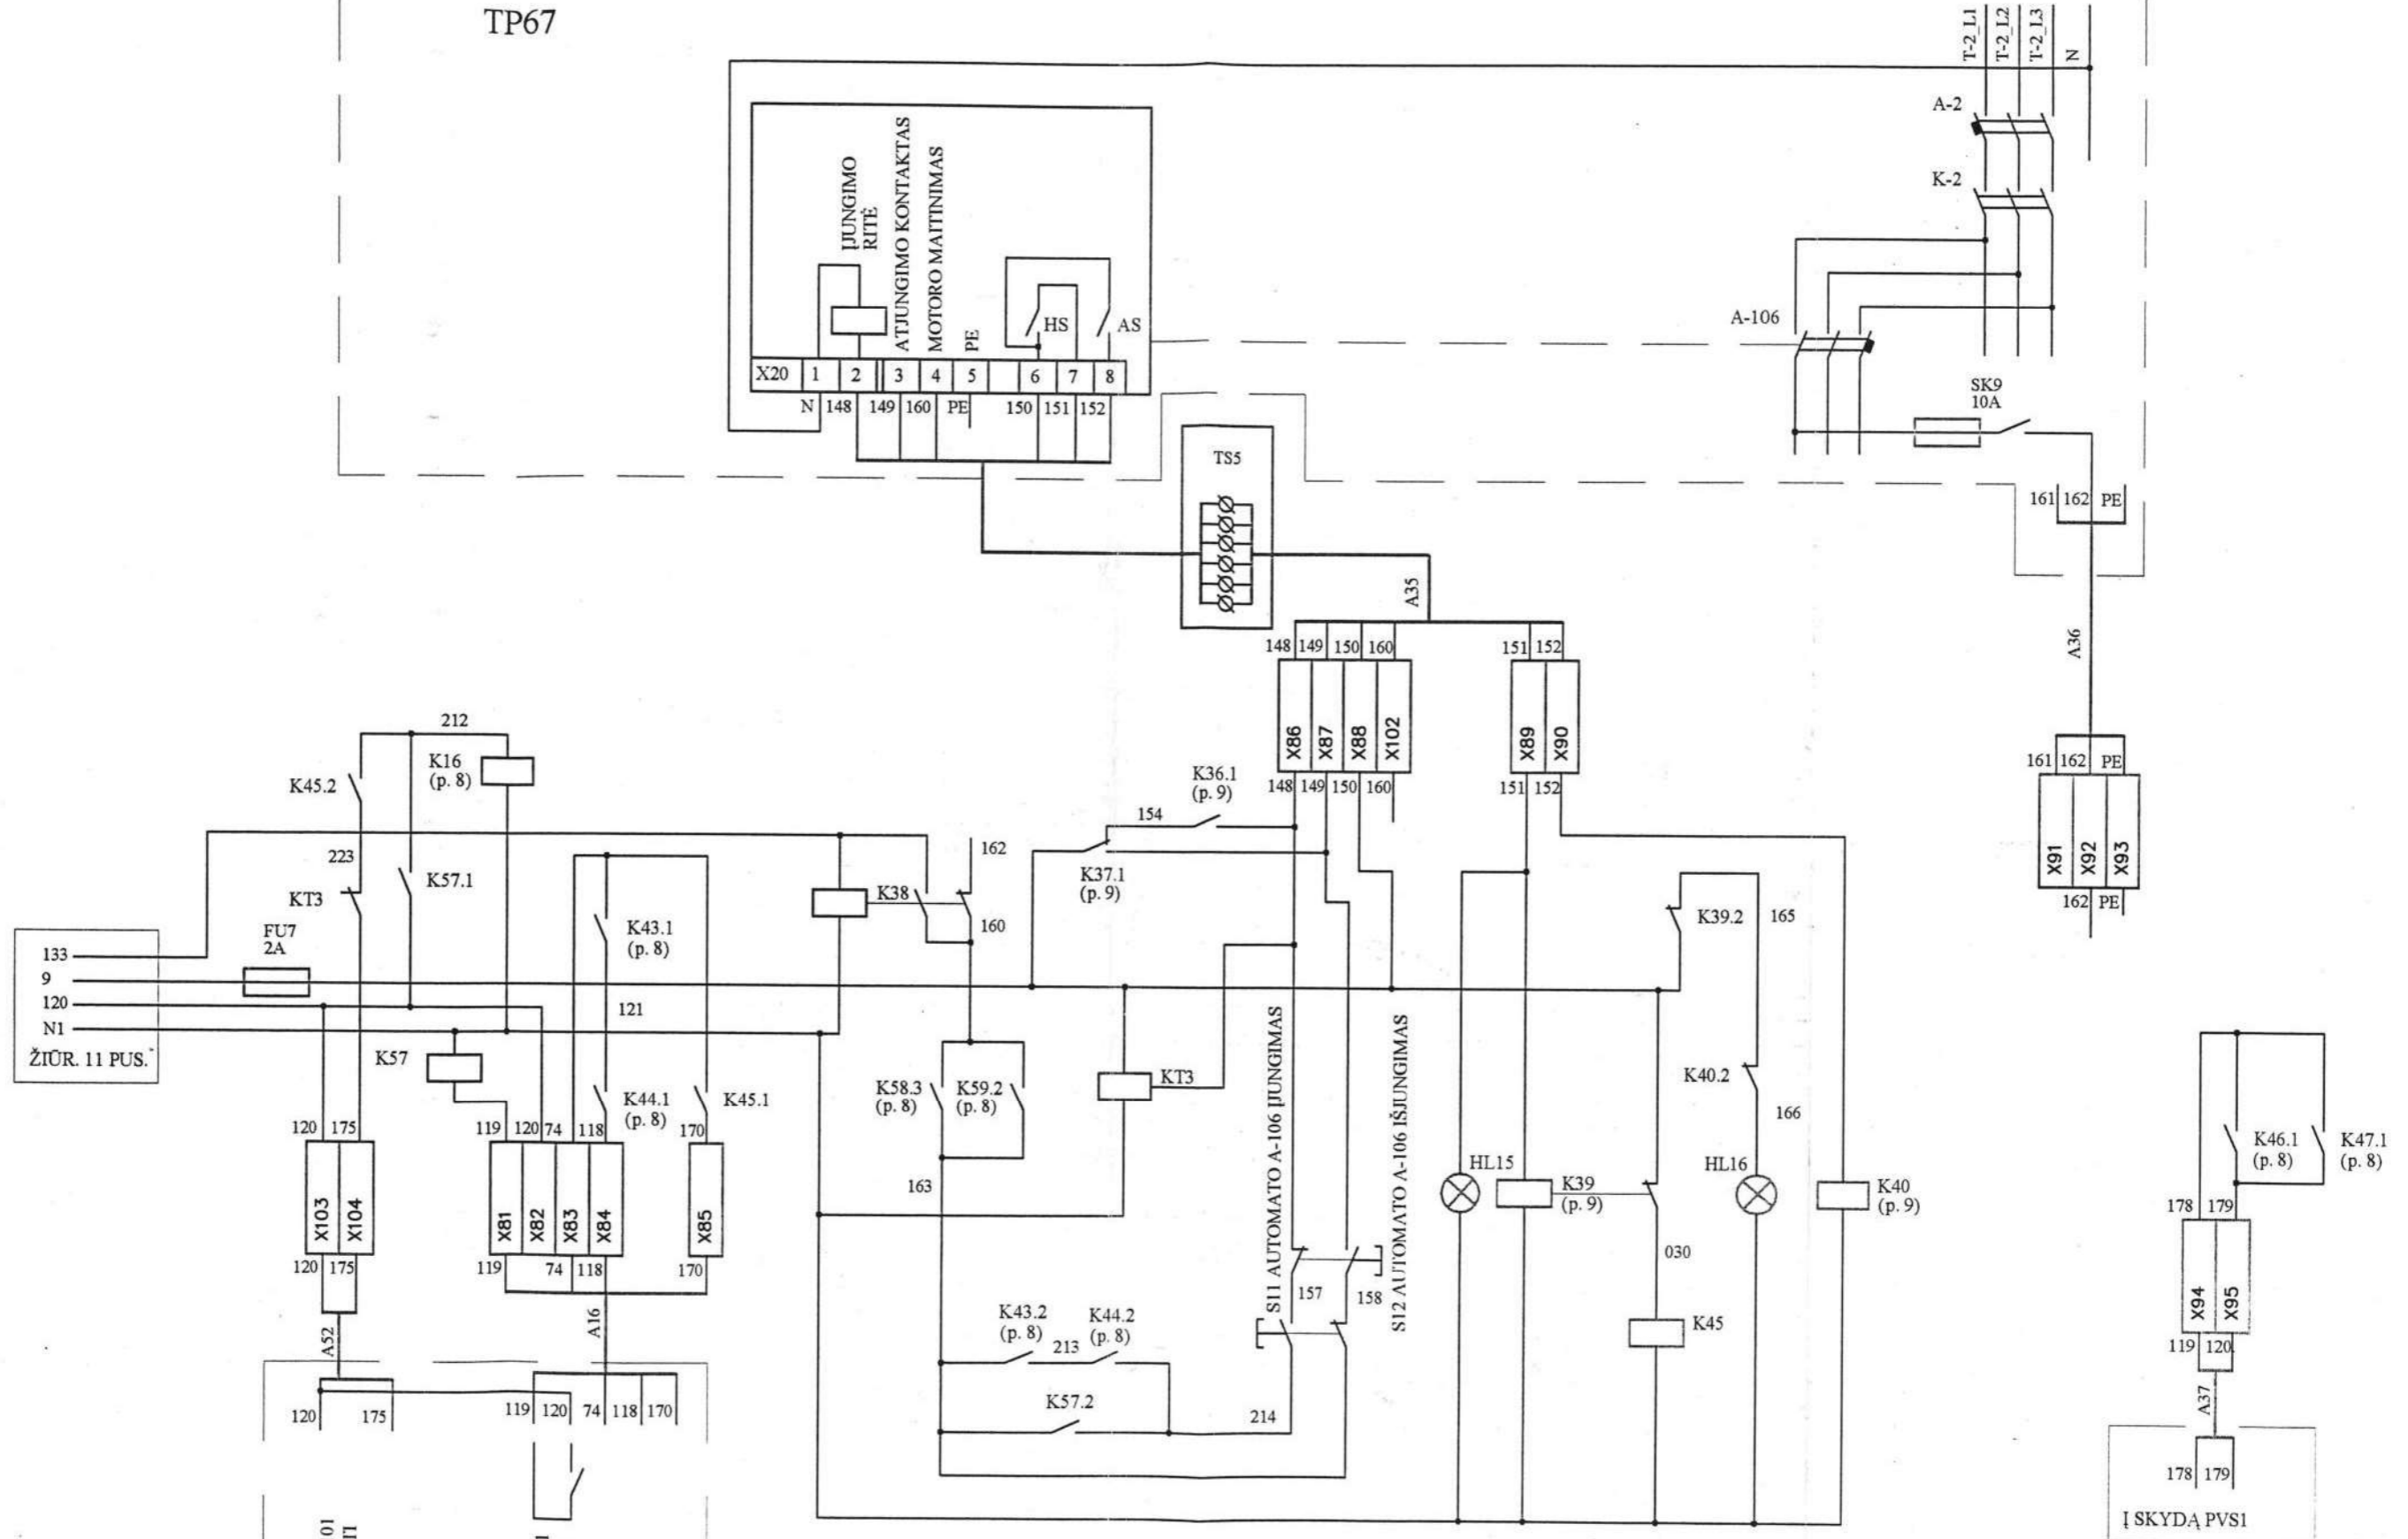 TP67
T-2_L1
T-2_L2
T-2_L3
N
A-2
K-2
A-106
SK9
10A
ĮJUNGIMO
RITĖ
ATJUNGIMO KONTAKTAS
MOTORO MAITINIMAS
PE
HS
AS
X20 1 2 3 4 5 6 7 8
N 148 149 160 PE 150 151 152
TS5
161 162 PE
A35
A36
148 149 150 160
151 152
X86 X87 X88 X102
X89 X90
148 149 150 160
151 152
161 162 PE
X91 X92 X93
162 PE
212
K16
(p. 8)
K45.2
223
KT3
K57.1
K36.1
(p. 9)
154
K37.1
(p. 9)
162
K38
160
K43.1
(p. 8)
121
K39.2
165
FU7
2A
133
9
120
N1
ŽIŪR. 11 PUS.
K57
K44.1
(p. 8)
K45.1
K58.3
(p. 8)
K59.2
(p. 8)
KT3
163
S11 AUTOMATO A-106 ĮJUNGIMAS
S12 AUTOMATO A-106 IŠJUNGIMAS
K40.2
166
120 175
119 120 74 118
170
X103 X104
X81 X82 X83 X84
X85
120 175
119 74 118
170
HL15
K39
(p. 9)
HL16
K40
(p. 9)
030
K45
157
158
K43.2
(p. 8)
213
K44.2
(p. 8)
K57.2
214
A52
A16
120 175
119 120 74 118 170
01
K46.1
(p. 8)
K47.1
(p. 8)
178 179
X94 X95
119 120
A37
178 179
Į SKYDĄ PVS1